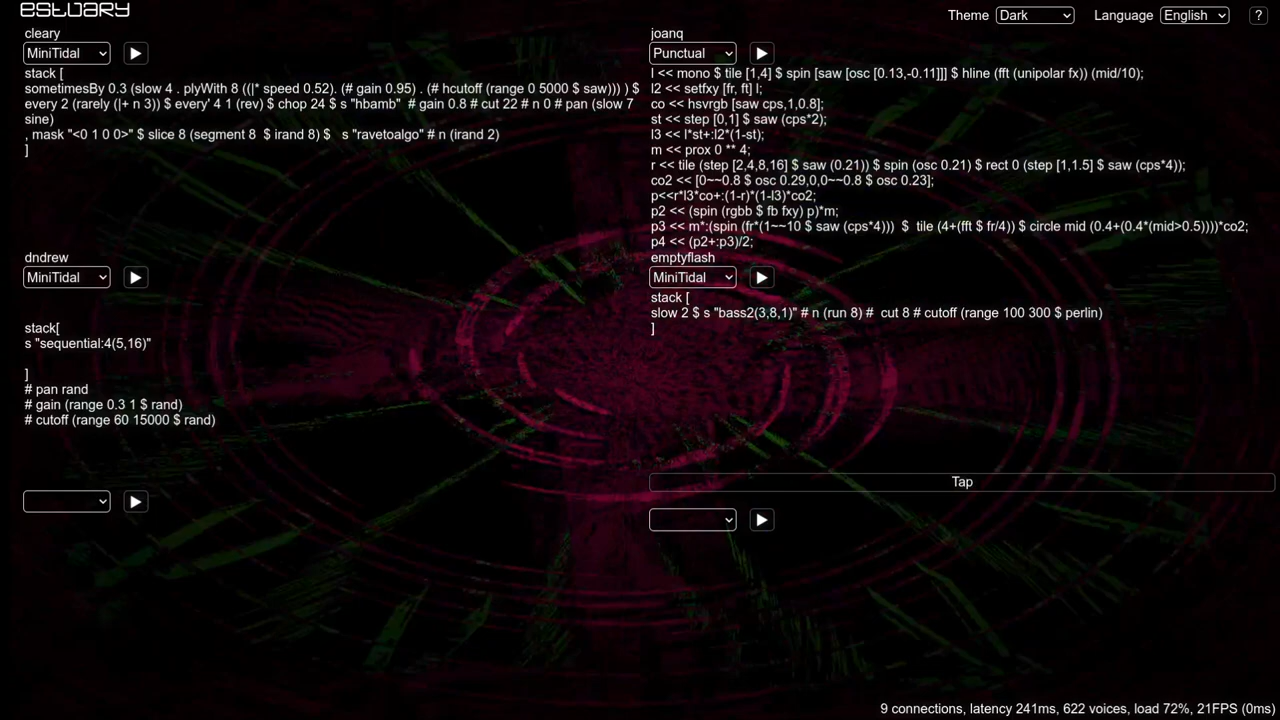 estuary
Theme Dark Language English ?
cleary
MiniTidal
stack [
sometimesBy 0.3 (slow 4 . plyWith 8 ((|* speed 0.52). (# gain 0.95) . (# hcutoff (range 0 5000 $ saw))) ) $
every 2 (rarely (|+ n 3)) $ every' 4 1 (rev) $ chop 24 $ s "hbamb"  # gain 0.8 # cut 22 # n 0 # pan (slow 7
sine)
, mask "<0 1 0 0>" $ slice 8 (segment 8  $ irand 8) $   s "ravetoalgo" # n (irand 2)
]
joanq
Punctual
l << mono $ tile [1,4] $ spin [saw [osc [0.13,-0.11]]] $ hline (fft (unipolar fx)) (mid/10);
l2 << setfxy [fr, ft] l;
co << hsvrgb [saw cps,1,0.8];
st << step [0,1] $ saw (cps*2);
l3 << l*st+:l2*(1-st);
m << prox 0 ** 4;
r << tile (step [2,4,8,16] $ saw (0.21)) $ spin (osc 0.21) $ rect 0 (step [1,1.5] $ saw (cps*4));
co2 << [0~~0.8 $ osc 0.29,0,0~~0.8 $ osc 0.23];
p<<r*l3*co+:(1-r)*(1-l3)*co2;
p2 << (spin (rgbb $ fb fxy) p)*m;
p3 << m*:(spin (fr*(1~~10 $ saw (cps*4)))  $  tile (4+(fft $ fr/4)) $ circle mid (0.4+(0.4*(mid>0.5))))*co2;
p4 << (p2+:p3)/2;
dndrew
MiniTidal
stack[
s "sequential:4(5,16)"
]
# pan rand
# gain (range 0.3 1 $ rand)
# cutoff (range 60 15000 $ rand)
emptyflash
MiniTidal
stack [
slow 2 $ s "bass2(3,8,1)" # n (run 8) #  cut 8 # cutoff (range 100 300 $ perlin)
]
Tap
9 connections, latency 241ms, 622 voices, load 72%, 21FPS (0ms)